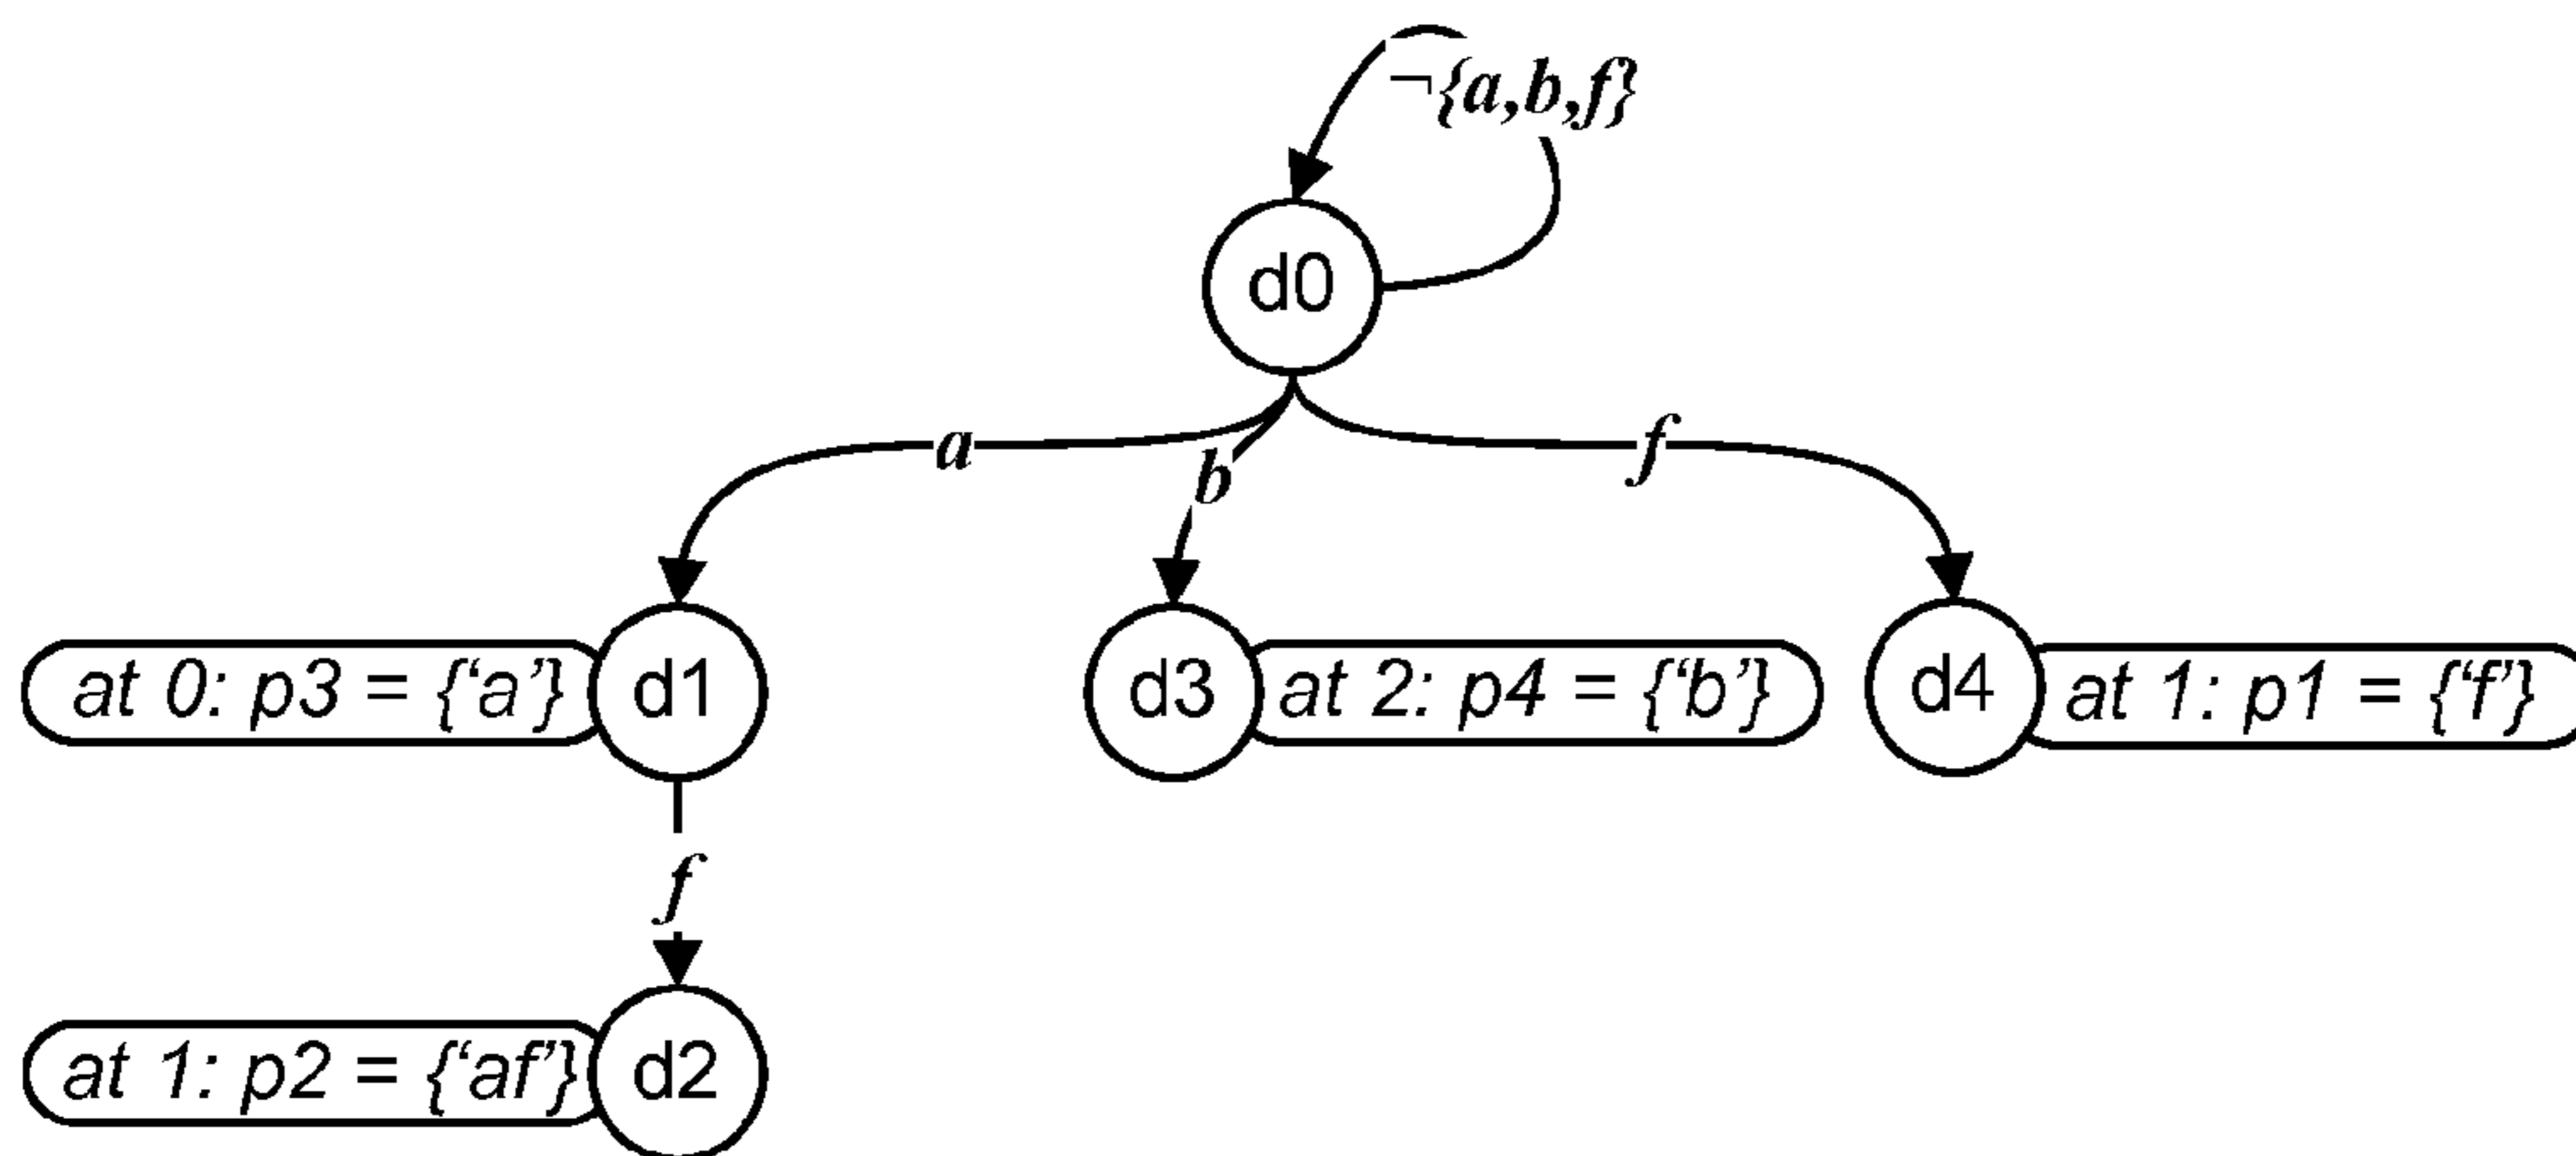 ¬{a,b,f}
d0
a
b
f
at 0: p3 = {‘a’}
d1
d3
at 2: p4 = {‘b’}
d4
at 1: p1 = {‘f’}
f
at 1: p2 = {‘af’}
d2